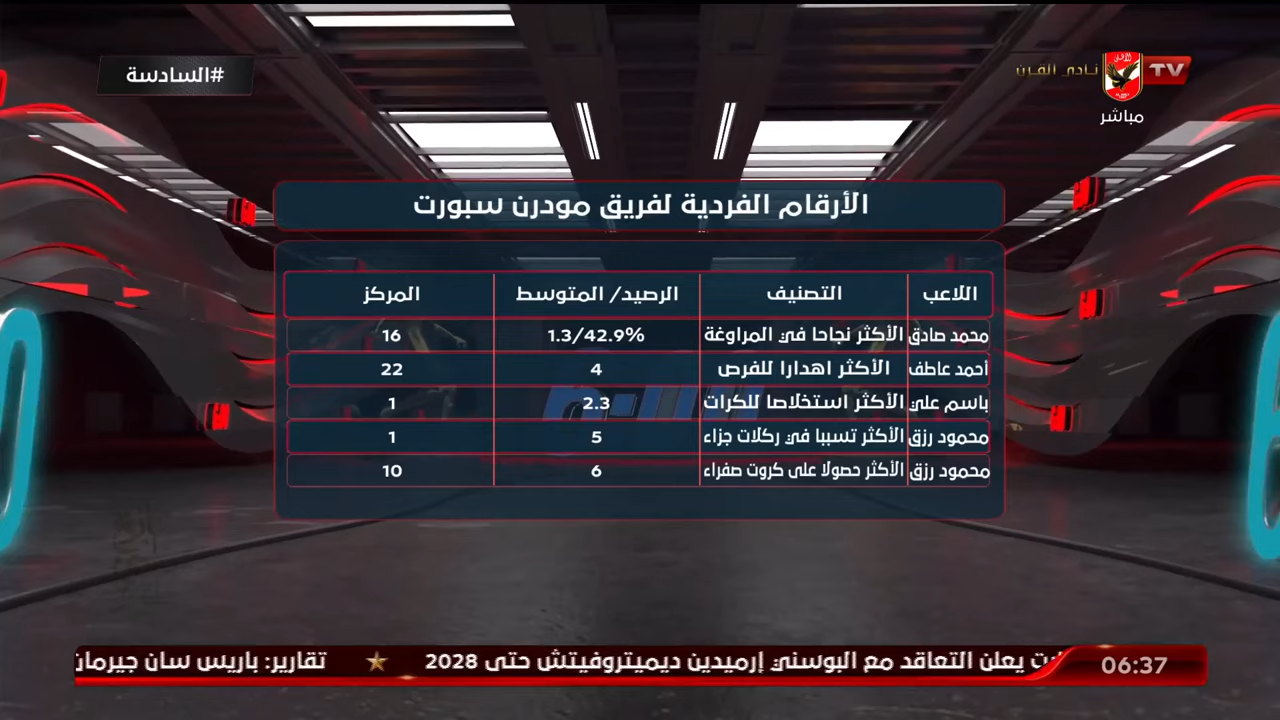 #السادسة
TV
نادي القرن
مباشر
الأرقام الفردية لفريق مودرن سبورت
اللاعب التصنيف الرصيد/ المتوسط المركز
محمد صادق الأكثر نجاحا في المراوغة 1.3/42.9% 16
أحمد عاطف الأكثر اهدارا للفرص 4 22
باسم علي الأكثر استخلاصا للكرات 2.3 1
محمود رزق الأكثر تسببا في ركلات جزاء 5 1
محمود رزق الأكثر حصولا على كروت صفراء 6 10
06:37
يعلن التعاقد مع البوسني إرميدين ديميتروفيتش حتى 2028 ★ تقارير: باريس سان جيرمان